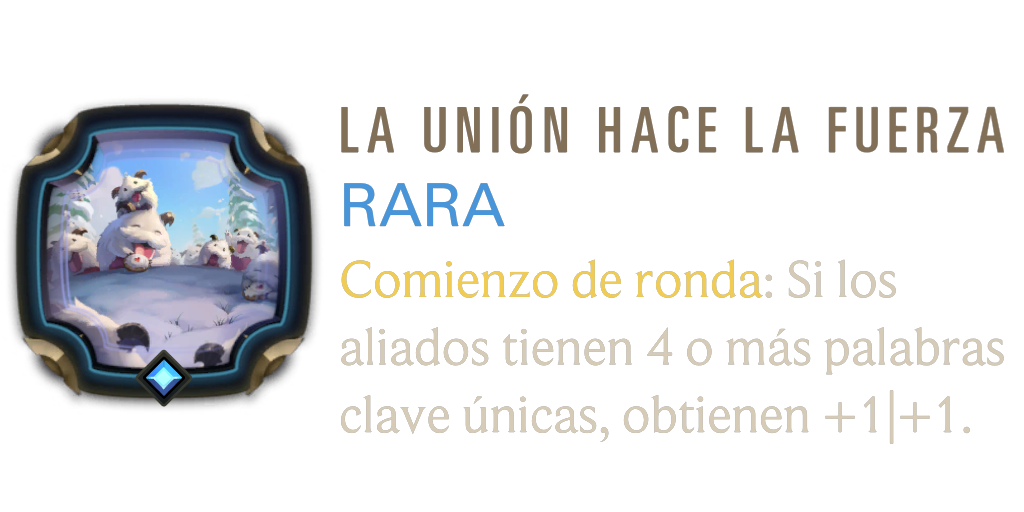 LA UNIÓN HACE LA FUERZA
RARA
Comienzo de ronda: Si los
aliados tienen 4 o más palabras
clave únicas, obtienen +1|+1.